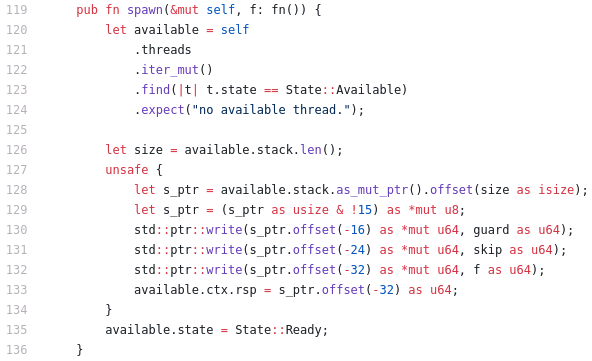 119 pub fn spawn(&mut self, f: fn()) {
120 let available = self
121 .threads
122 .iter_mut()
123 .find(|t| t.state == State::Available)
124 .expect("no available thread.");
125
126 let size = available.stack.len();
127 unsafe {
128 let s_ptr = available.stack.as_mut_ptr().offset(size as isize);
129 let s_ptr = (s_ptr as usize & !15) as *mut u8;
130 std::ptr::write(s_ptr.offset(-16) as *mut u64, guard as u64);
131 std::ptr::write(s_ptr.offset(-24) as *mut u64, skip as u64);
132 std::ptr::write(s_ptr.offset(-32) as *mut u64, f as u64);
133 available.ctx.rsp = s_ptr.offset(-32) as u64;
134 }
135 available.state = State::Ready;
136 }